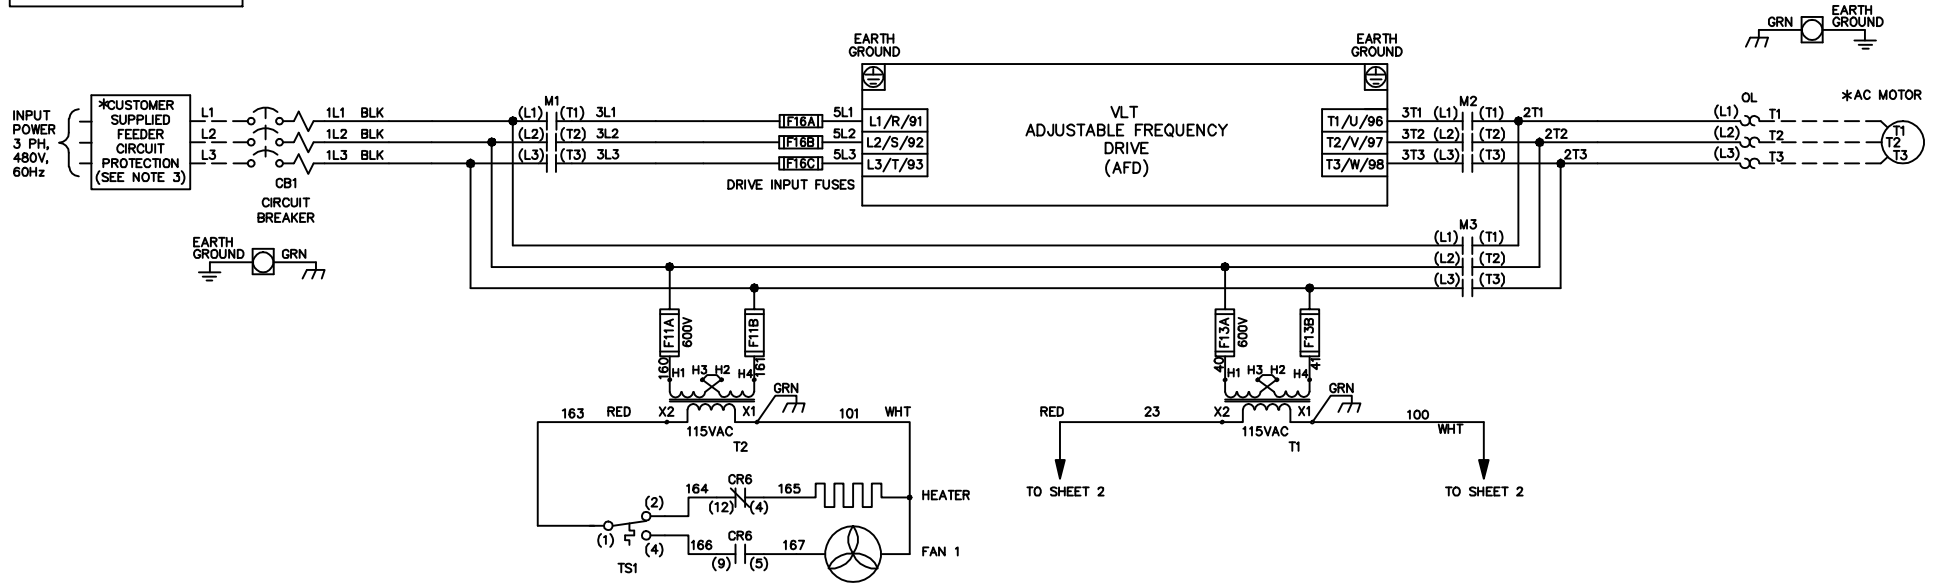 GRN
EARTH
GROUND
EARTH
GROUND
EARTH
GROUND
INPUT
POWER
3 PH,
480V,
60Hz
*CUSTOMER
SUPPLIED
FEEDER
CIRCUIT
PROTECTION
(SEE NOTE 3)
L1
L2
L3
CB1
CIRCUIT
BREAKER
1L1 BLK
1L2 BLK
1L3 BLK
M1
(L1) (T1) 3L1
(L2) (T2) 3L2
(L3) (T3) 3L3
F16A
F16B
F16C
DRIVE INPUT FUSES
5L1
5L2
5L3
L1/R/91
L2/S/92
L3/T/93
VLT
ADJUSTABLE FREQUENCY
DRIVE
(AFD)
T1/U/96
T2/V/97
T3/W/98
3T1
3T2
3T3
M2
(L1) (T1) 2T1
(L2) (T2) 2T2
(L3) (T3) 2T3
OL
(L1) T1
(L2) T2
(L3) T3
*AC MOTOR
T1
T2
T3
EARTH
GROUND
GRN
M3
(L1) (T1)
(L2) (T2)
(L3) (T3)
F11A
600V
F11B
160
161
H1 H3 H2 H4
GRN
163 RED X2 X1 101 WHT
115VAC
T2
F13A
600V
F13B
40
41
H1 H3 H2 H4
GRN
RED 23 X2 X1 100
WHT
115VAC
T1
TO SHEET 2
TO SHEET 2
CR6
164 165
(12) (4)
HEATER
(2)
(1)
(4)
TS1
CR6
166 167
(9) (5)
FAN 1